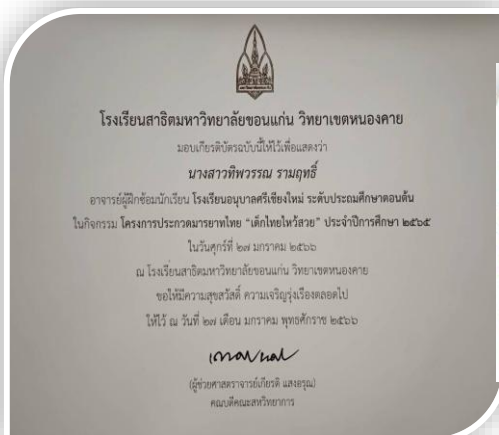 โรงเรียนสาธิตมหาวิทยาลัยขอนแก่น วิทยาเขตหนองคาย
มอบเกียรติบัตรฉบับนี้ให้ไว้เพื่อแสดงว่า
นางสาวทิพวรรณ รามฤทธิ์
อาจารย์ผู้ฝึกซ้อมนักเรียน โรงเรียนอนุบาลศรีเชียงใหม่ ระดับประถมศึกษาตอนต้น
ในกิจกรรม โครงการประกวดมารยาทไทย “เด็กไทยไหว้สวย” ประจำปีการศึกษา ๒๕๖๕
ในวันศุกร์ที่ ๒๗ มกราคม ๒๕๖๖
ณ โรงเรียนสาธิตมหาวิทยาลัยขอนแก่น วิทยาเขตหนองคาย
ขอให้มีความสุขสวัสดิ์ ความเจริญรุ่งเรืองตลอดไป
ให้ไว้ ณ วันที่ ๒๗ เดือน มกราคม พุทธศักราช ๒๕๖๖
(ผู้ช่วยศาสตราจารย์เกียรติ แสงอรุณ)
คณบดีคณะสหวิทยาการ